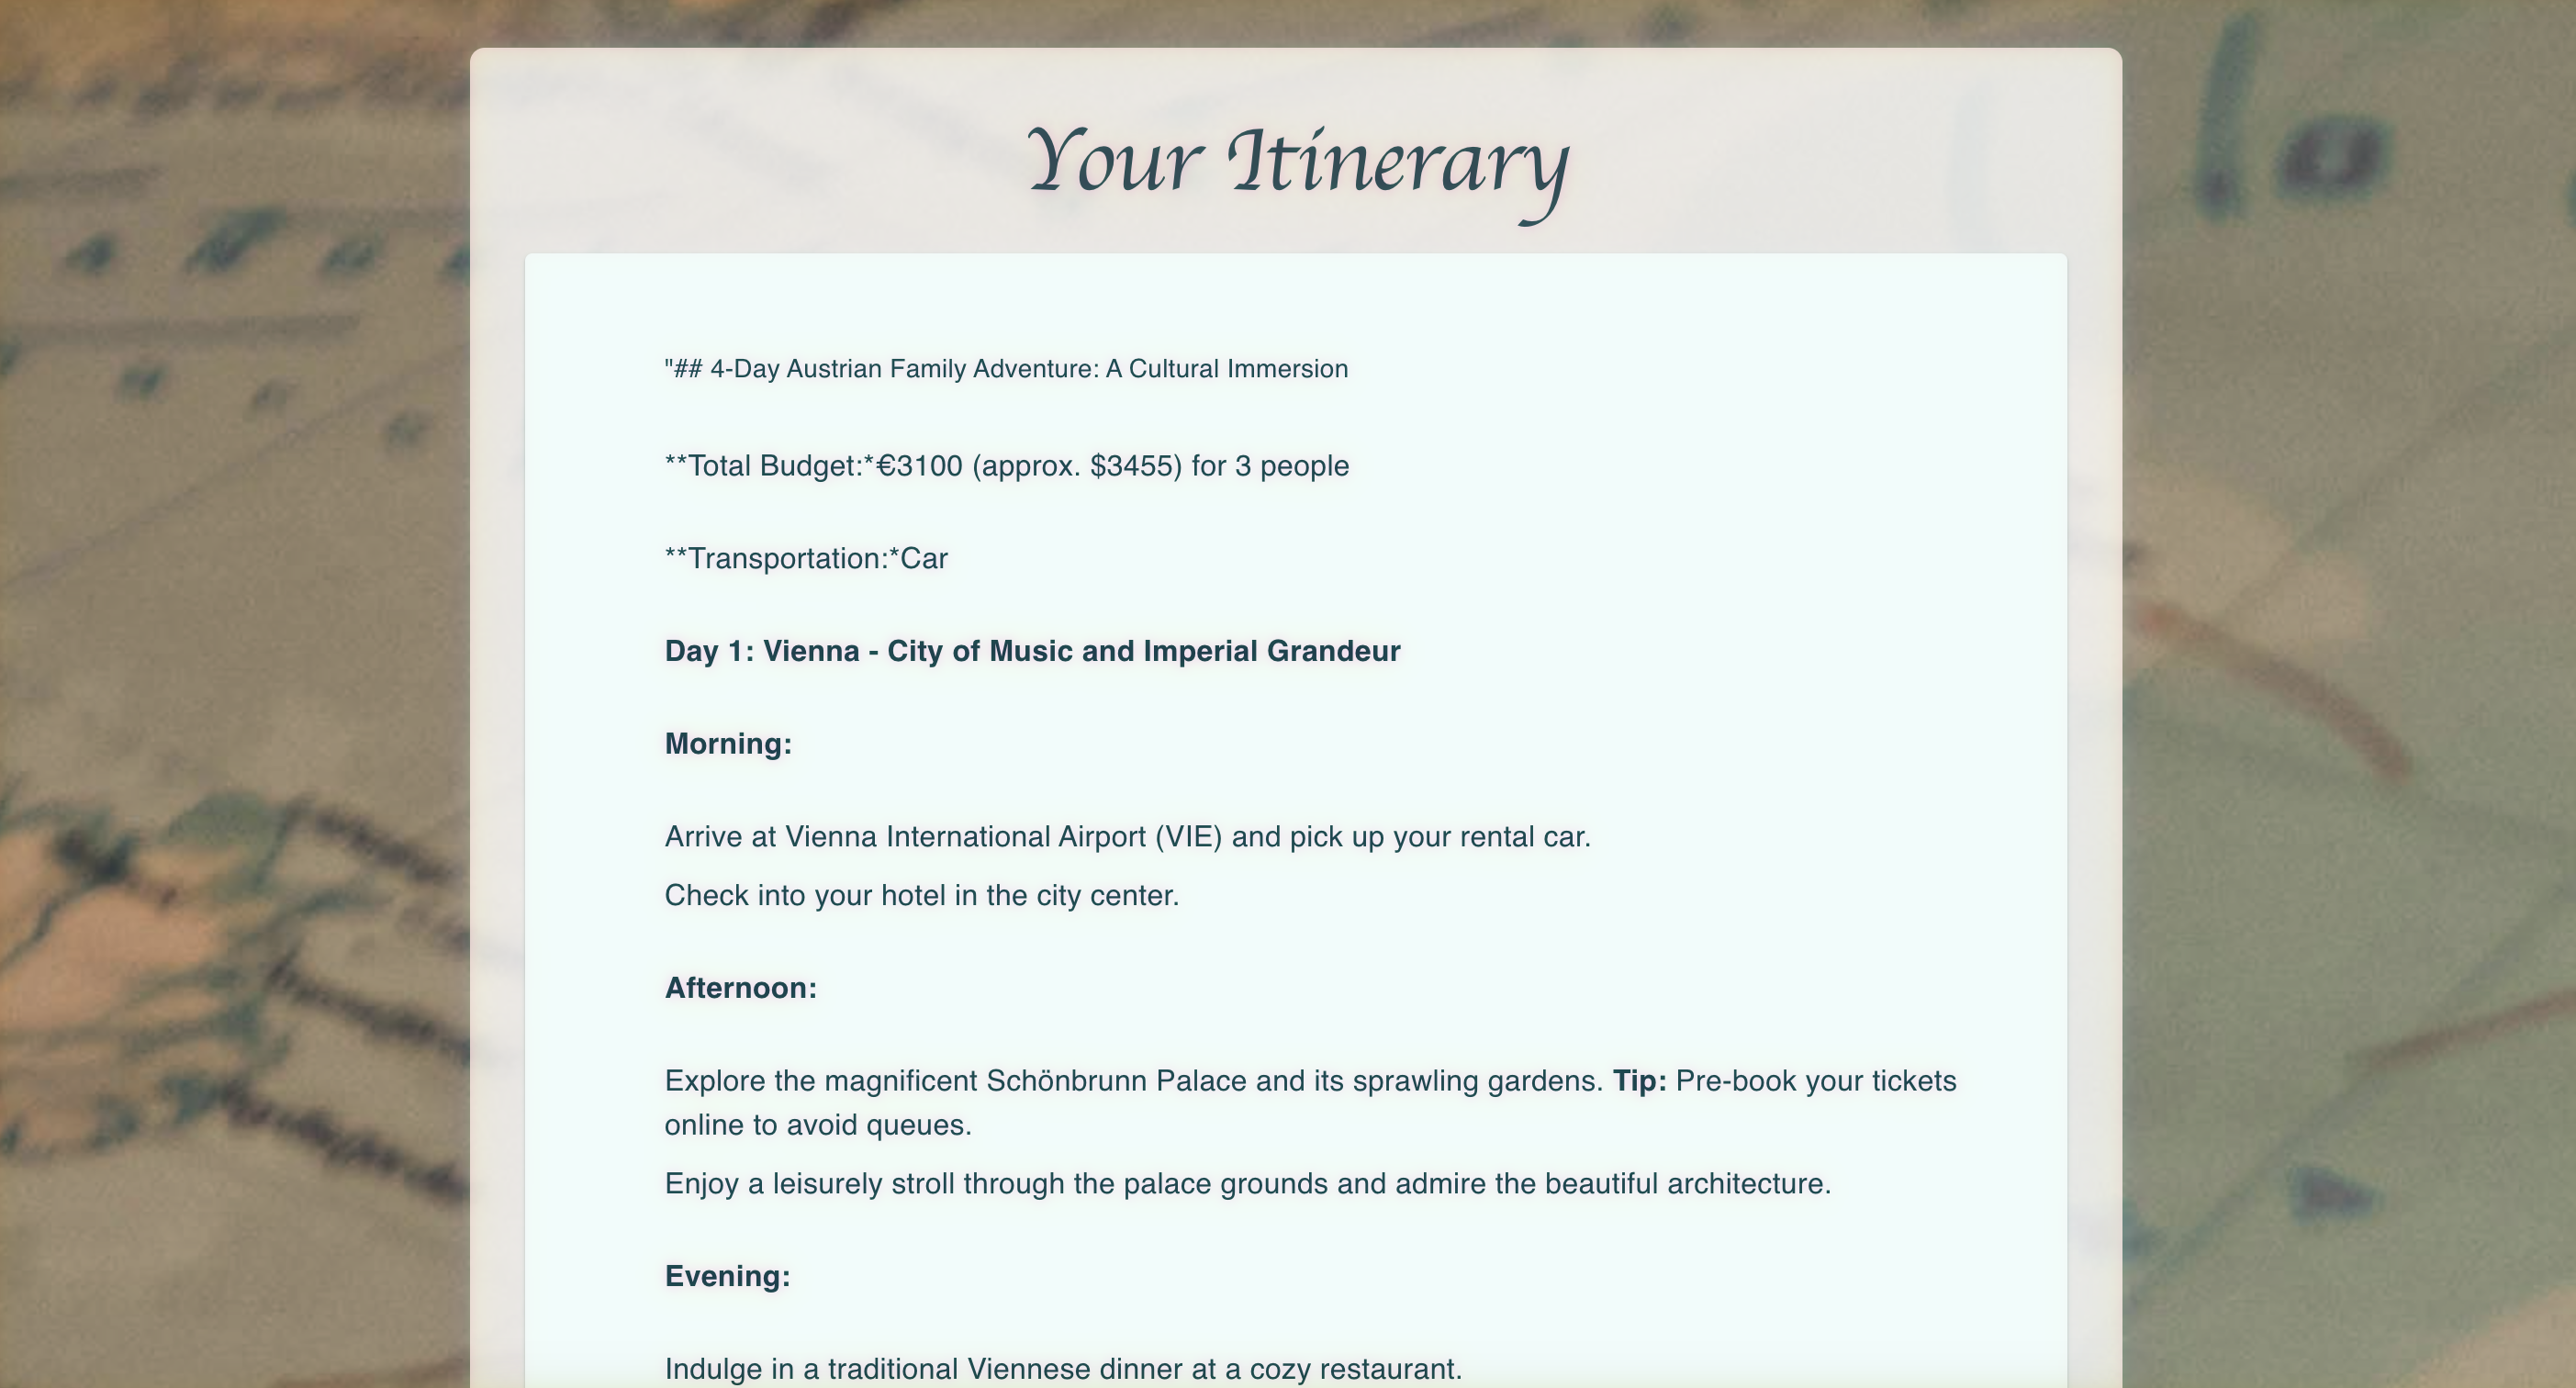 Your Itinerary
"## 4-Day Austrian Family Adventure: A Cultural Immersion
**Total Budget:*€3100 (approx. $3455) for 3 people
**Transportation:*Car
Day 1: Vienna - City of Music and Imperial Grandeur
Morning:
Arrive at Vienna International Airport (VIE) and pick up your rental car.
Check into your hotel in the city center.
Afternoon:
Explore the magnificent Schönbrunn Palace and its sprawling gardens. Tip: Pre-book your tickets
online to avoid queues.
Enjoy a leisurely stroll through the palace grounds and admire the beautiful architecture.
Evening:
Indulge in a traditional Viennese dinner at a cozy restaurant.